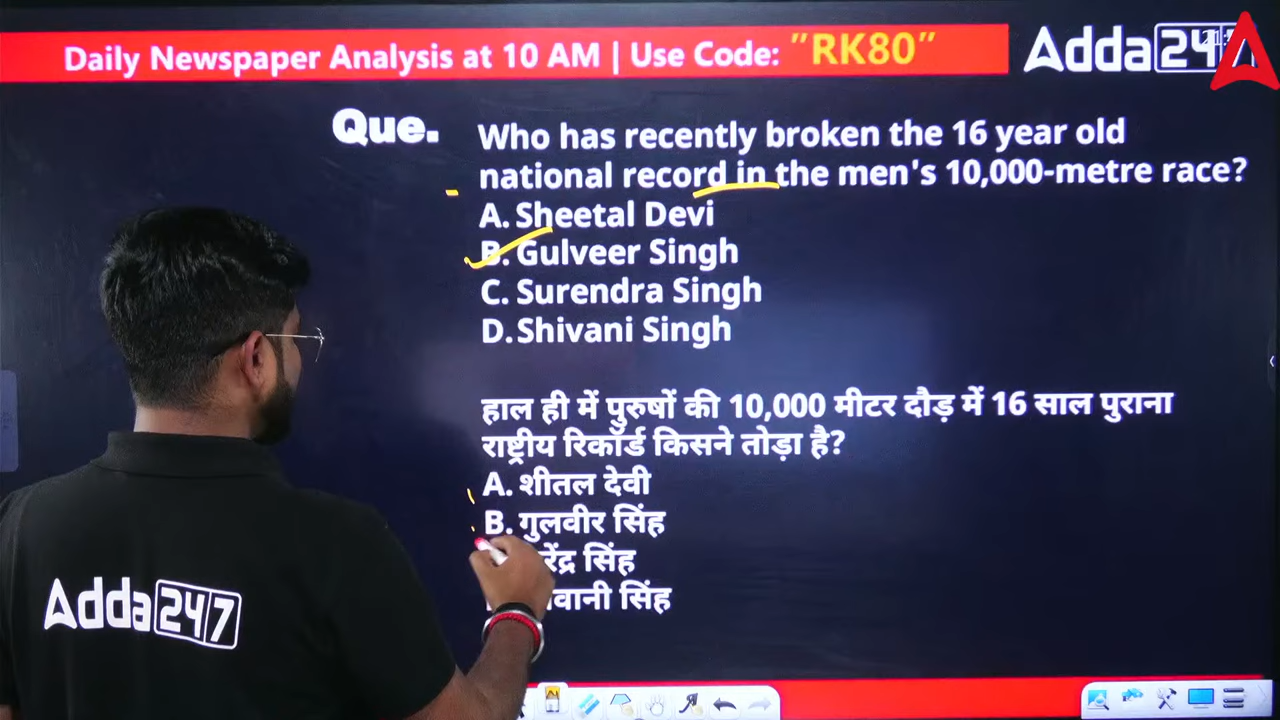 Daily Newspaper Analysis at 10 AM | Use Code: "RK80"
Adda247
Que. Who has recently broken the 16 year old
national record in the men's 10,000-metre race?
A. Sheetal Devi
B. Gulveer Singh
C. Surendra Singh
D. Shivani Singh
हाल ही में पुरुषों की 10,000 मीटर दौड़ में 16 साल पुराना
राष्ट्रीय रिकॉर्ड किसने तोड़ा है?
A. शीतल देवी
B. गुलवीर सिंह
सिंह
सिंह
Adda247